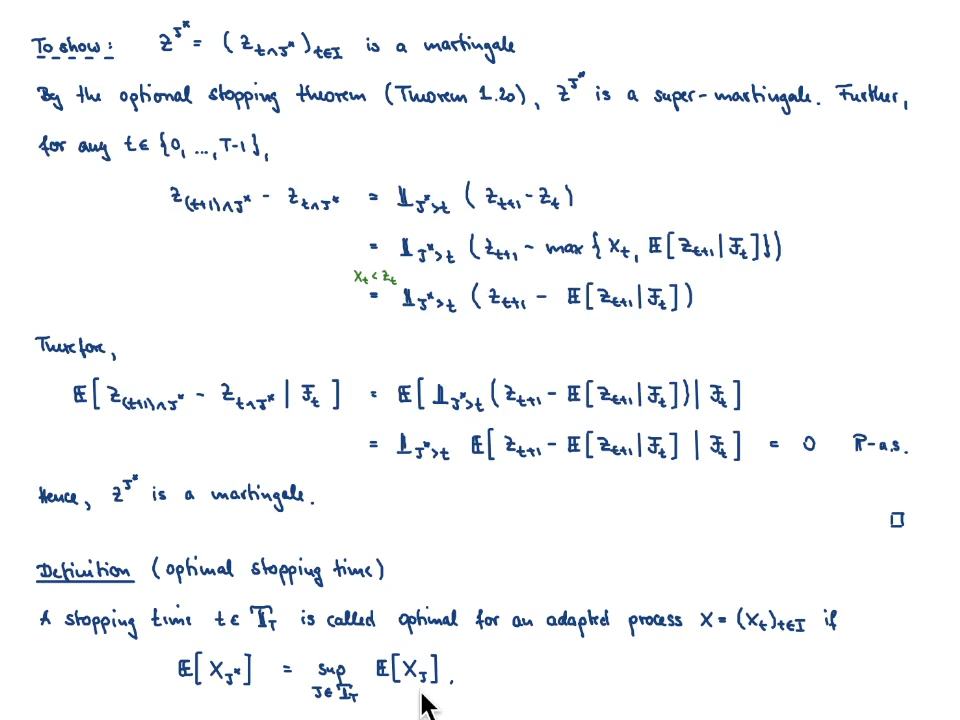 To show: Z^{J*} = (Z_{t∧J*})_{t∈I} is a martingale
By the optional stopping theorem (Theorem 1.20), Z^{J*} is a super-martingale. Further,
for any t ∈ {0, ..., T-1},
Z_{(t+1)∧J*} - Z_{t∧J*} = 𝟙_{J*>t} (Z_{t+1} - Z_t)
= 𝟙_{J*>t} (Z_{t+1} - max{X_t, 𝔼[Z_{t+1}|ℱ_t]})
X_t < Z_t
= 𝟙_{J*>t} (Z_{t+1} - 𝔼[Z_{t+1}|ℱ_t])
Therefore,
𝔼[Z_{(t+1)∧J*} - Z_{t∧J*} | ℱ_t] = 𝔼[𝟙_{J*>t} (Z_{t+1} - 𝔼[Z_{t+1}|ℱ_t]) | ℱ_t]
= 𝟙_{J*>t} 𝔼[Z_{t+1} - 𝔼[Z_{t+1}|ℱ_t] | ℱ_t] = 0 ℙ-a.s.
Hence, Z^{J*} is a martingale.
□
Definition (optimal stopping time)
A stopping time t ∈ 𝕋_T is called optimal for an adapted process X = (X_t)_{t∈I} if
𝔼[X_{J*}] = sup_{J∈𝕋_T} 𝔼[X_J].